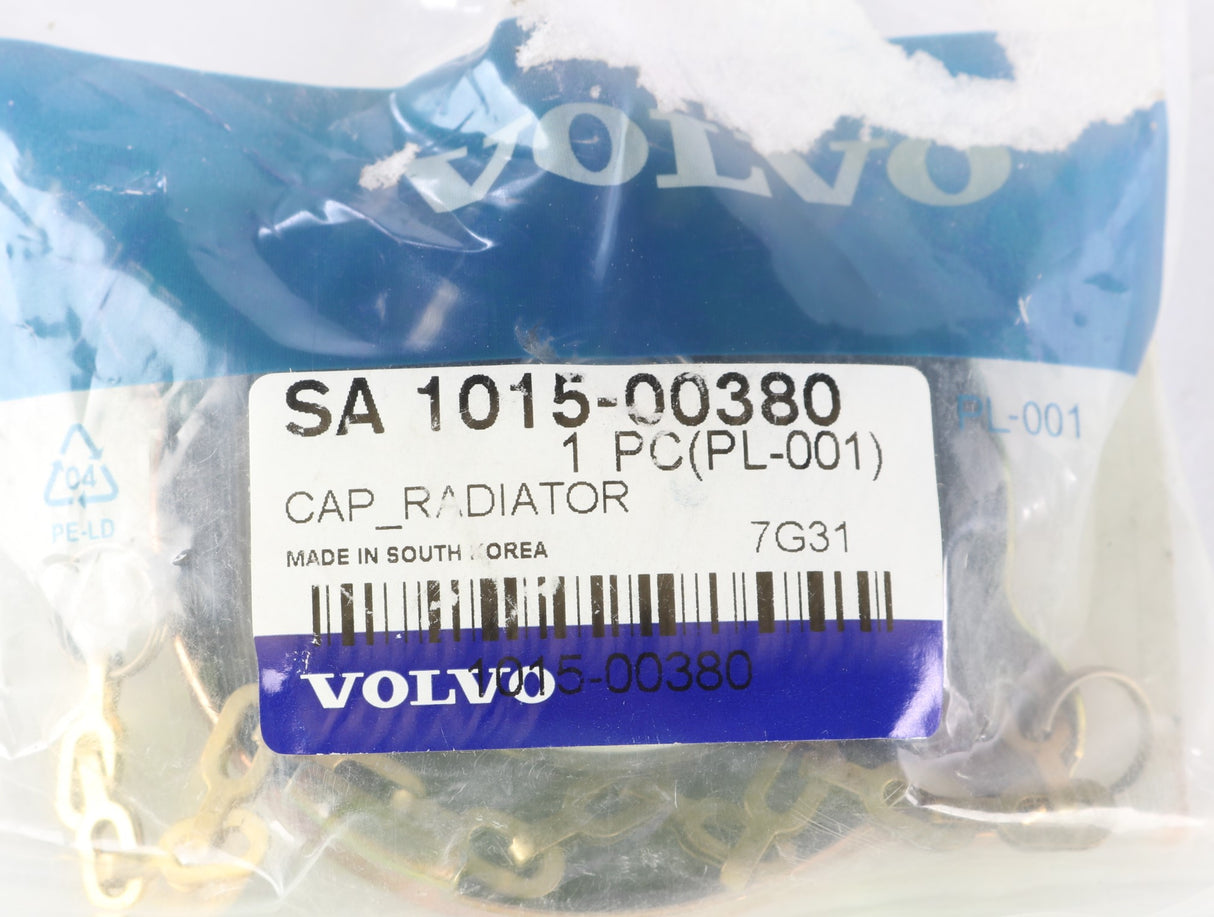 VOLVO
SA 1015-00380
1 PC(PL-001)
PL-001
04
PE-LD
CAP_RADIATOR
7G31
MADE IN SOUTH KOREA
1015-00380
VOLVO